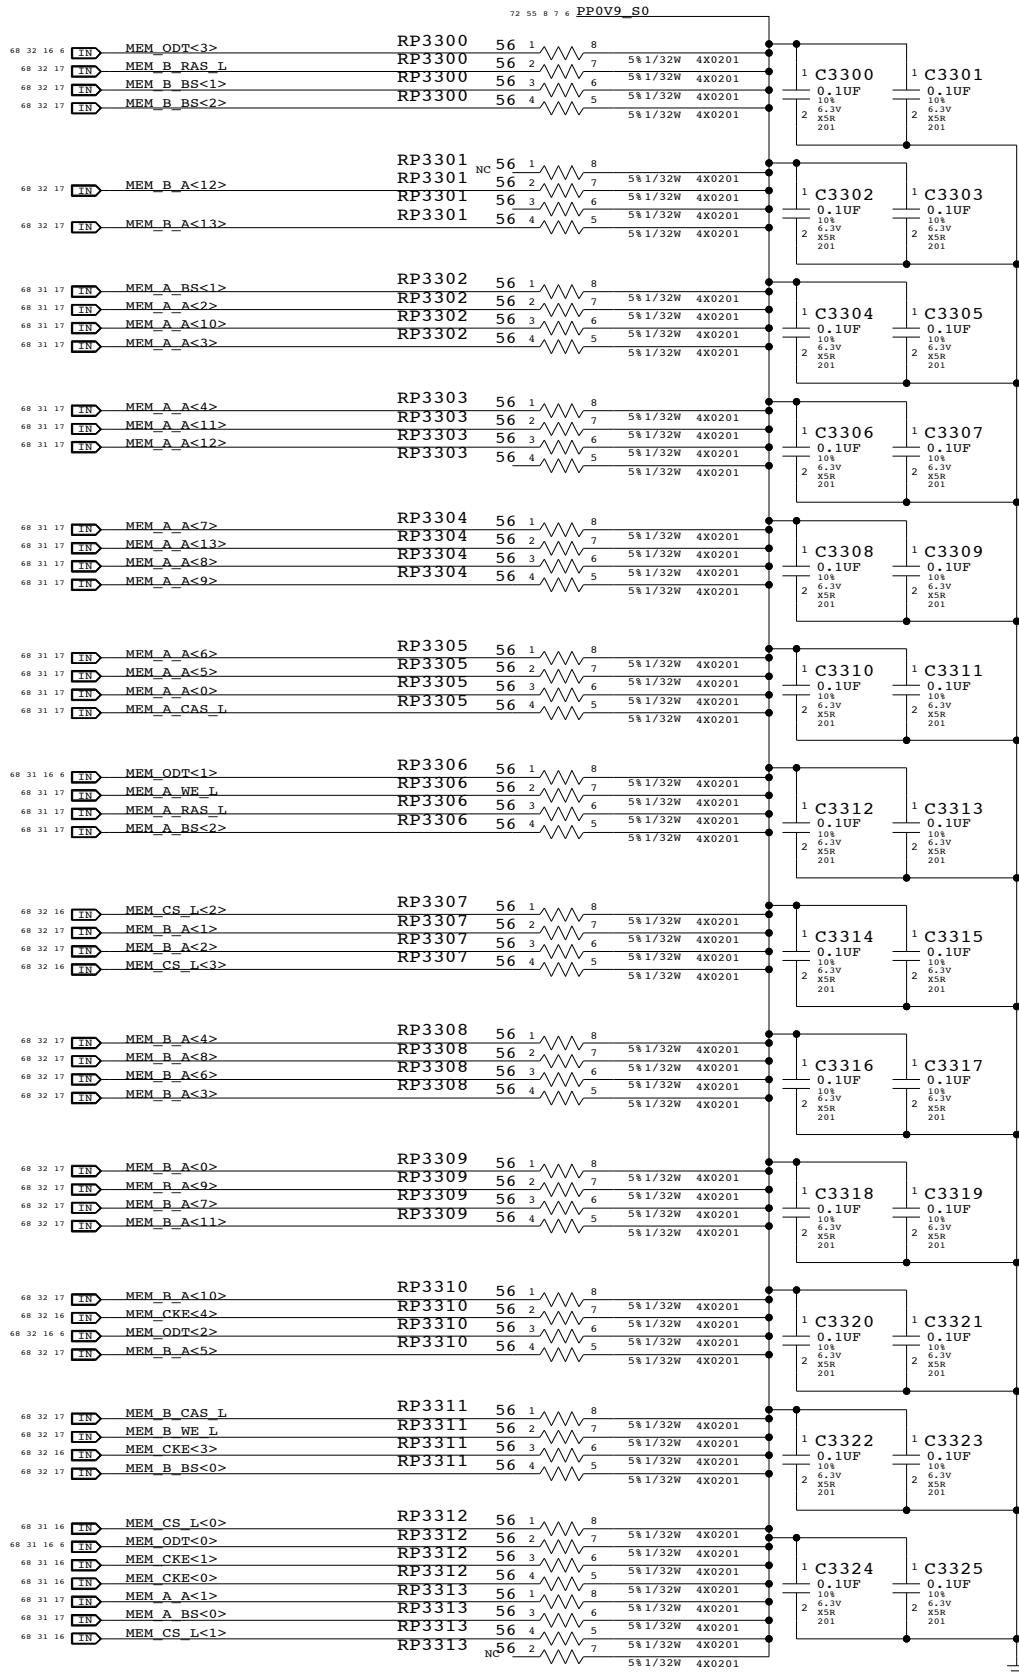 72 55 8 7 6 PP0V9_S0
68 32 16 6 IN MEM_ODT<3> RP3300 56 1 8 5% 1/32W 4X0201
68 32 17 IN MEM_B_RAS_L RP3300 56 2 7 5% 1/32W 4X0201
68 32 17 IN MEM_B_BS<1> RP3300 56 3 6 5% 1/32W 4X0201
68 32 17 IN MEM_B_BS<2> RP3300 56 4 5 5% 1/32W 4X0201
1 C3300 1 C3301
0.1UF 0.1UF
10% 10%
2 6.3V 2 6.3V
X5R X5R
201 201
RP3301 NC 56 1 8 5% 1/32W 4X0201
68 32 17 IN MEM_B_A<12> RP3301 56 2 7 5% 1/32W 4X0201
RP3301 56 3 6 5% 1/32W 4X0201
68 32 17 IN MEM_B_A<13> RP3301 56 4 5 5% 1/32W 4X0201
1 C3302 1 C3303
0.1UF 0.1UF
10% 10%
2 6.3V 2 6.3V
X5R X5R
201 201
68 31 17 IN MEM_A_BS<1> RP3302 56 1 8 5% 1/32W 4X0201
68 31 17 IN MEM_A_A<2> RP3302 56 2 7 5% 1/32W 4X0201
68 31 17 IN MEM_A_A<10> RP3302 56 3 6 5% 1/32W 4X0201
68 31 17 IN MEM_A_A<3> RP3302 56 4 5 5% 1/32W 4X0201
1 C3304 1 C3305
0.1UF 0.1UF
10% 10%
2 6.3V 2 6.3V
X5R X5R
201 201
68 31 17 IN MEM_A_A<4> RP3303 56 1 8 5% 1/32W 4X0201
68 31 17 IN MEM_A_A<11> RP3303 56 2 7 5% 1/32W 4X0201
68 31 17 IN MEM_A_A<12> RP3303 56 3 6 5% 1/32W 4X0201
RP3303 56 4 5 5% 1/32W 4X0201
1 C3306 1 C3307
0.1UF 0.1UF
10% 10%
2 6.3V 2 6.3V
X5R X5R
201 201
68 31 17 IN MEM_A_A<7> RP3304 56 1 8 5% 1/32W 4X0201
68 31 17 IN MEM_A_A<13> RP3304 56 2 7 5% 1/32W 4X0201
68 31 17 IN MEM_A_A<8> RP3304 56 3 6 5% 1/32W 4X0201
68 31 17 IN MEM_A_A<9> RP3304 56 4 5 5% 1/32W 4X0201
1 C3308 1 C3309
0.1UF 0.1UF
10% 10%
2 6.3V 2 6.3V
X5R X5R
201 201
68 31 17 IN MEM_A_A<6> RP3305 56 1 8 5% 1/32W 4X0201
68 31 17 IN MEM_A_A<5> RP3305 56 2 7 5% 1/32W 4X0201
68 31 17 IN MEM_A_A<0> RP3305 56 3 6 5% 1/32W 4X0201
68 31 17 IN MEM_A_CAS_L RP3305 56 4 5 5% 1/32W 4X0201
1 C3310 1 C3311
0.1UF 0.1UF
10% 10%
2 6.3V 2 6.3V
X5R X5R
201 201
68 31 16 6 IN MEM_ODT<1> RP3306 56 1 8 5% 1/32W 4X0201
68 31 17 IN MEM_A_WE_L RP3306 56 2 7 5% 1/32W 4X0201
68 31 17 IN MEM_A_RAS_L RP3306 56 3 6 5% 1/32W 4X0201
68 31 17 IN MEM_A_BS<2> RP3306 56 4 5 5% 1/32W 4X0201
1 C3312 1 C3313
0.1UF 0.1UF
10% 10%
2 6.3V 2 6.3V
X5R X5R
201 201
68 32 16 IN MEM_CS_L<2> RP3307 56 1 8 5% 1/32W 4X0201
68 32 17 IN MEM_B_A<1> RP3307 56 2 7 5% 1/32W 4X0201
68 32 17 IN MEM_B_A<2> RP3307 56 3 6 5% 1/32W 4X0201
68 32 16 IN MEM_CS_L<3> RP3307 56 4 5 5% 1/32W 4X0201
1 C3314 1 C3315
0.1UF 0.1UF
10% 10%
2 6.3V 2 6.3V
X5R X5R
201 201
68 32 17 IN MEM_B_A<4> RP3308 56 1 8 5% 1/32W 4X0201
68 32 17 IN MEM_B_A<8> RP3308 56 2 7 5% 1/32W 4X0201
68 32 17 IN MEM_B_A<6> RP3308 56 3 6 5% 1/32W 4X0201
68 32 17 IN MEM_B_A<3> RP3308 56 4 5 5% 1/32W 4X0201
1 C3316 1 C3317
0.1UF 0.1UF
10% 10%
2 6.3V 2 6.3V
X5R X5R
201 201
68 32 17 IN MEM_B_A<0> RP3309 56 1 8 5% 1/32W 4X0201
68 32 17 IN MEM_B_A<9> RP3309 56 2 7 5% 1/32W 4X0201
68 32 17 IN MEM_B_A<7> RP3309 56 3 6 5% 1/32W 4X0201
68 32 17 IN MEM_B_A<11> RP3309 56 4 5 5% 1/32W 4X0201
1 C3318 1 C3319
0.1UF 0.1UF
10% 10%
2 6.3V 2 6.3V
X5R X5R
201 201
68 32 17 IN MEM_B_A<10> RP3310 56 1 8 5% 1/32W 4X0201
68 32 16 IN MEM_CKE<4> RP3310 56 2 7 5% 1/32W 4X0201
68 32 16 6 IN MEM_ODT<2> RP3310 56 3 6 5% 1/32W 4X0201
68 32 17 IN MEM_B_A<5> RP3310 56 4 5 5% 1/32W 4X0201
1 C3320 1 C3321
0.1UF 0.1UF
10% 10%
2 6.3V 2 6.3V
X5R X5R
201 201
68 32 17 IN MEM_B_CAS_L RP3311 56 1 8 5% 1/32W 4X0201
68 32 17 IN MEM_B_WE_L RP3311 56 2 7 5% 1/32W 4X0201
68 32 16 IN MEM_CKE<3> RP3311 56 3 6 5% 1/32W 4X0201
68 32 17 IN MEM_B_BS<0> RP3311 56 4 5 5% 1/32W 4X0201
1 C3322 1 C3323
0.1UF 0.1UF
10% 10%
2 6.3V 2 6.3V
X5R X5R
201 201
68 31 16 IN MEM_CS_L<0> RP3312 56 1 8 5% 1/32W 4X0201
68 31 16 6 IN MEM_ODT<0> RP3312 56 2 7 5% 1/32W 4X0201
68 31 16 IN MEM_CKE<1> RP3312 56 3 6 5% 1/32W 4X0201
68 31 16 IN MEM_CKE<0> RP3312 56 4 5 5% 1/32W 4X0201
68 31 17 IN MEM_A_A<1> RP3313 56 1 8 5% 1/32W 4X0201
68 31 17 IN MEM_A_BS<0> RP3313 56 3 6 5% 1/32W 4X0201
68 31 16 IN MEM_CS_L<1> RP3313 56 4 5 5% 1/32W 4X0201
RP3313 NC 56 2 7 5% 1/32W 4X0201
1 C3324 1 C3325
0.1UF 0.1UF
10% 10%
2 6.3V 2 6.3V
X5R X5R
201 201